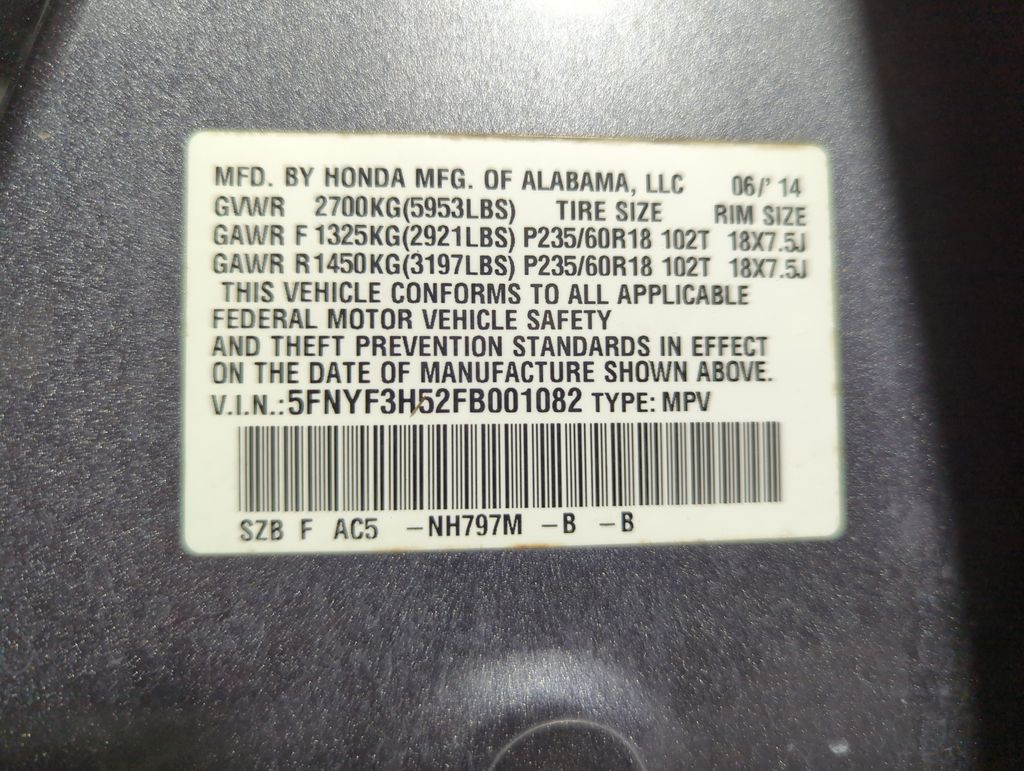 MFD. BY HONDA MFG. OF ALABAMA, LLC 06/' 14
GVWR 2700KG(5953LBS) TIRE SIZE RIM SIZE
GAWR F 1325KG(2921LBS) P235/60R18 102T 18X7.5J
GAWR R1450KG(3197LBS) P235/60R18 102T 18X7.5J
THIS VEHICLE CONFORMS TO ALL APPLICABLE
FEDERAL MOTOR VEHICLE SAFETY
AND THEFT PREVENTION STANDARDS IN EFFECT
ON THE DATE OF MANUFACTURE SHOWN ABOVE.
V.I.N.:5FNYF3H52FB001082 TYPE: MPV
SZB F AC5 -NH797M -B -B